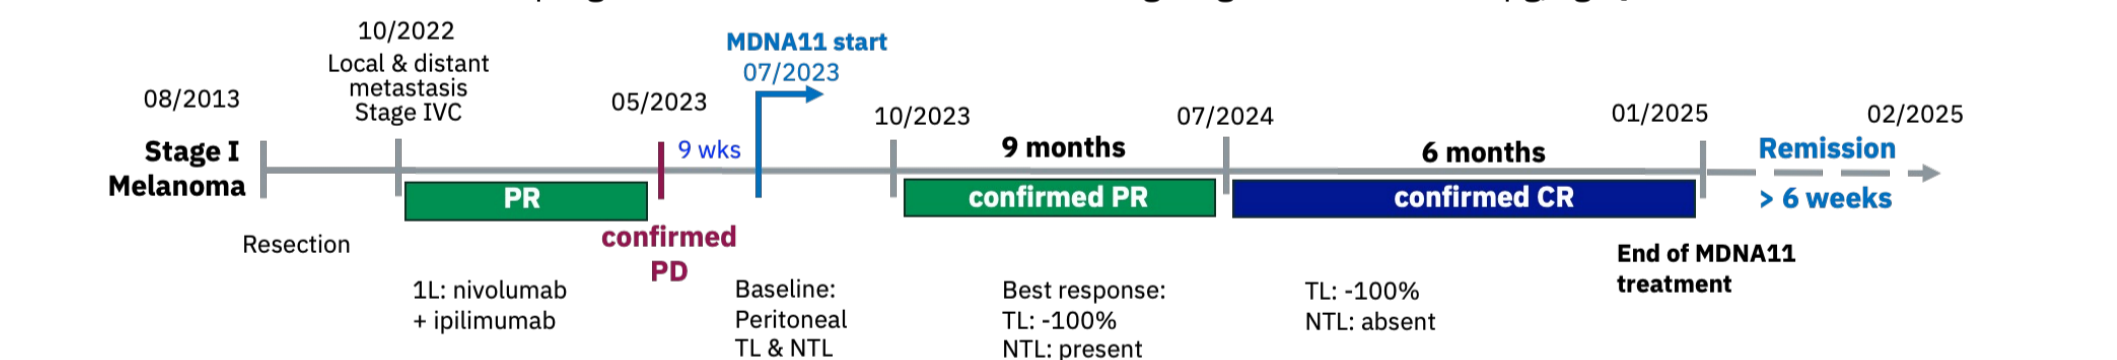 10/2022
Local & distant
metastasis
Stage IVC
MDNA11 start
07/2023
08/2013
05/2023
10/2023
07/2024
01/2025
02/2025
Stage I
Melanoma
9 wks
9 months
6 months
Remission
> 6 weeks
PR
confirmed PR
confirmed CR
Resection
confirmed
PD
End of MDNA11
treatment
1L: nivolumab
+ ipilimumab
Baseline:
Peritoneal
TL & NTL
Best response:
TL: -100%
NTL: present
TL: -100%
NTL: absent